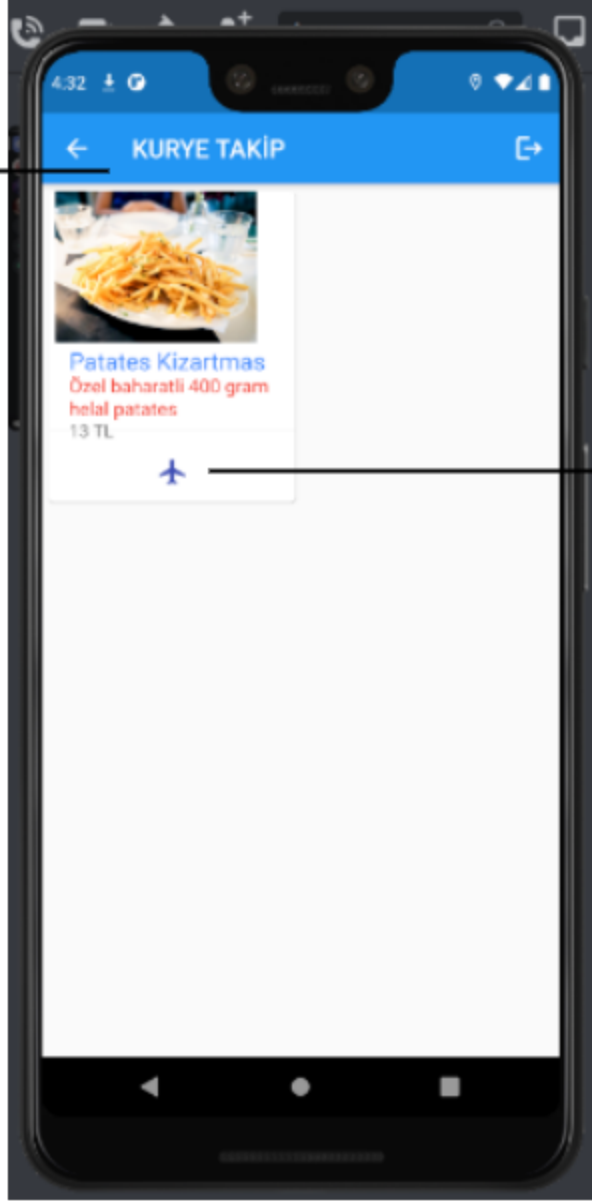 4:32
KURYE TAKİP
Patates Kizartmas
Özel baharatli 400 gram
helal patates
13 TL